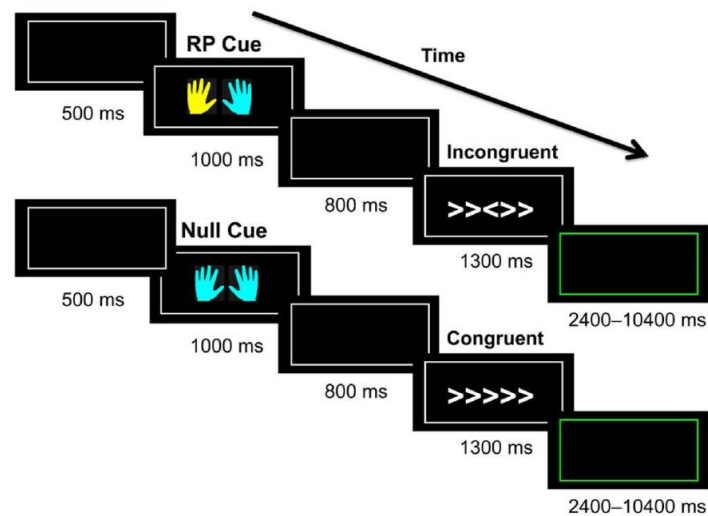 RP Cue
Time
500 ms
1000 ms
Incongruent
800 ms
>><>>
1300 ms
2400–10400 ms
Null Cue
500 ms
1000 ms
Congruent
800 ms
>>>>>
1300 ms
2400–10400 ms